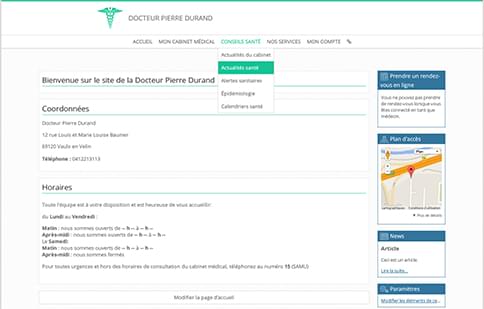 DOCTEUR PIERRE DURAND
ACCUEIL MON CABINET MÉDICAL CONSEILS SANTÉ NOS SERVICES MON COMPTE
Actualités du cabinet
Actualités santé
Alertes sanitaires
Épidemiologie
Calendriers santé
Bienvenue sur le site de la Docteur Pierre Durand
Coordonnées
Docteur Pierre Durand
12 rue Louis et Marie Louise Baumer
69120 Vaulx en Velin
Téléphone : 0412213113
Horaires
Toute l'équipe est à votre disposition et est heureuse de vous accueillir:
du Lundi au Vendredi :
Matin : nous sommes ouverts de -- h -- à -- h --
Après-midi : nous sommes ouverts de -- h -- à -- h --
Le Samedi:
Matin : nous sommes ouverts de -- h -- à -- h --
Après-midi : nous sommes fermés
Pour toutes urgences et hors des horaires de consultation du cabinet médical, téléphonez au numéro 15 (SAMU)
Modifier la page d'accueil
Prendre un rendez-
vous en ligne
Vous ne pouvez pas prendre
de rendez-vous lorsque vous
êtes connecté en tant que
médecin.
Plan d'accès
Plan
Cartographiques Conditions d'utilisation
Plus de détails
News
Article
Ceci est un article
Lire la suite...
Paramètres
Modifier les éléments de ce...